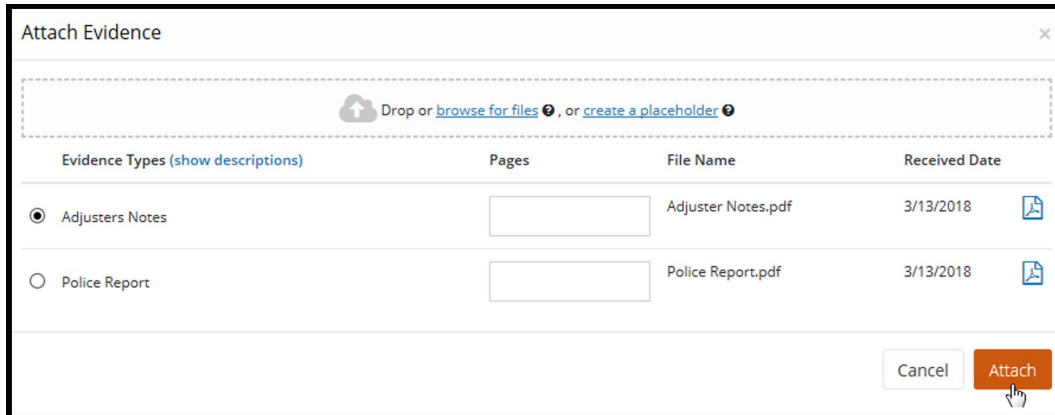 Attach Evidence ×
Drop or browse for files ?, or create a placeholder ?
Evidence Types (show descriptions) Pages File Name Received Date
Adjusters Notes Adjuster Notes.pdf 3/13/2018
Police Report Police Report.pdf 3/13/2018
Cancel Attach